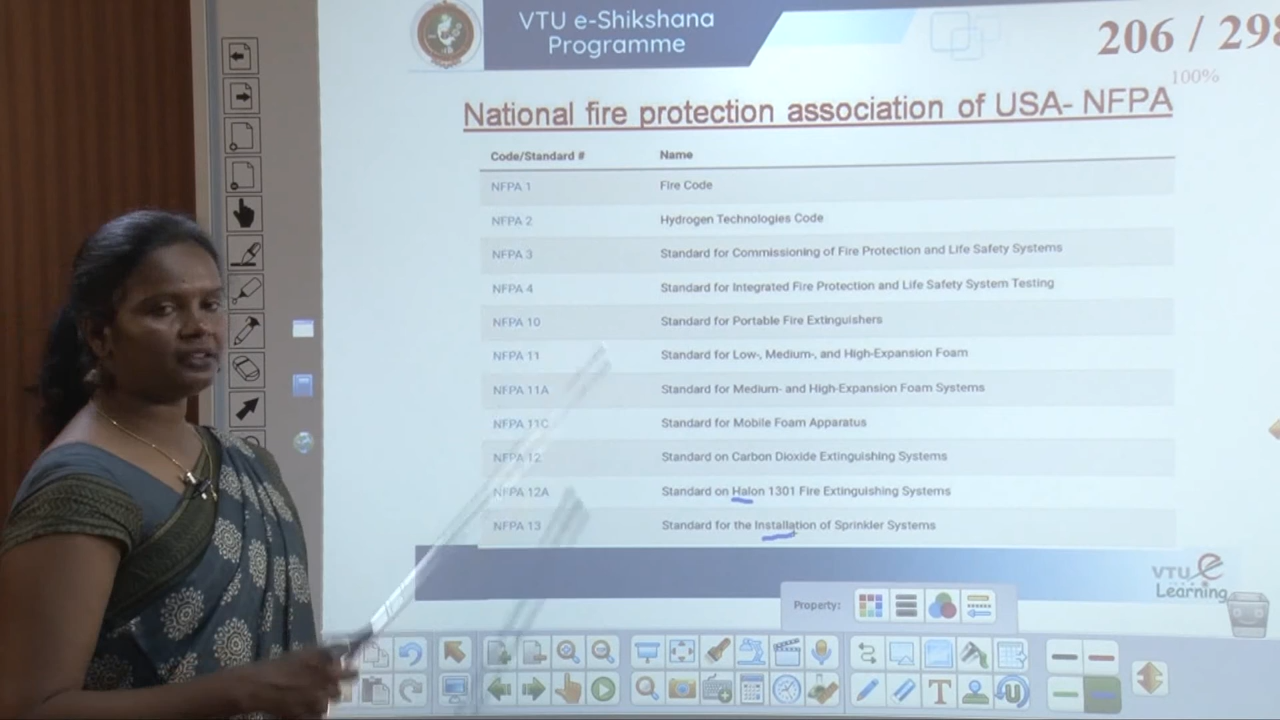 VTU e-Shikshana
Programme
206 / 298
100%
National fire protection association of USA- NFPA
Code/Standard # Name
NFPA 1 Fire Code
NFPA 2 Hydrogen Technologies Code
NFPA 3 Standard for Commissioning of Fire Protection and Life Safety Systems
NFPA 4 Standard for Integrated Fire Protection and Life Safety System Testing
NFPA 10 Standard for Portable Fire Extinguishers
NFPA 11 Standard for Low-, Medium-, and High-Expansion Foam
NFPA 11A Standard for Medium- and High-Expansion Foam Systems
NFPA 11C Standard for Mobile Foam Apparatus
NFPA 12 Standard on Carbon Dioxide Extinguishing Systems
NFPA 12A Standard on Halon 1301 Fire Extinguishing Systems
NFPA 13 Standard for the Installation of Sprinkler Systems
VTU e
Learning
Property: